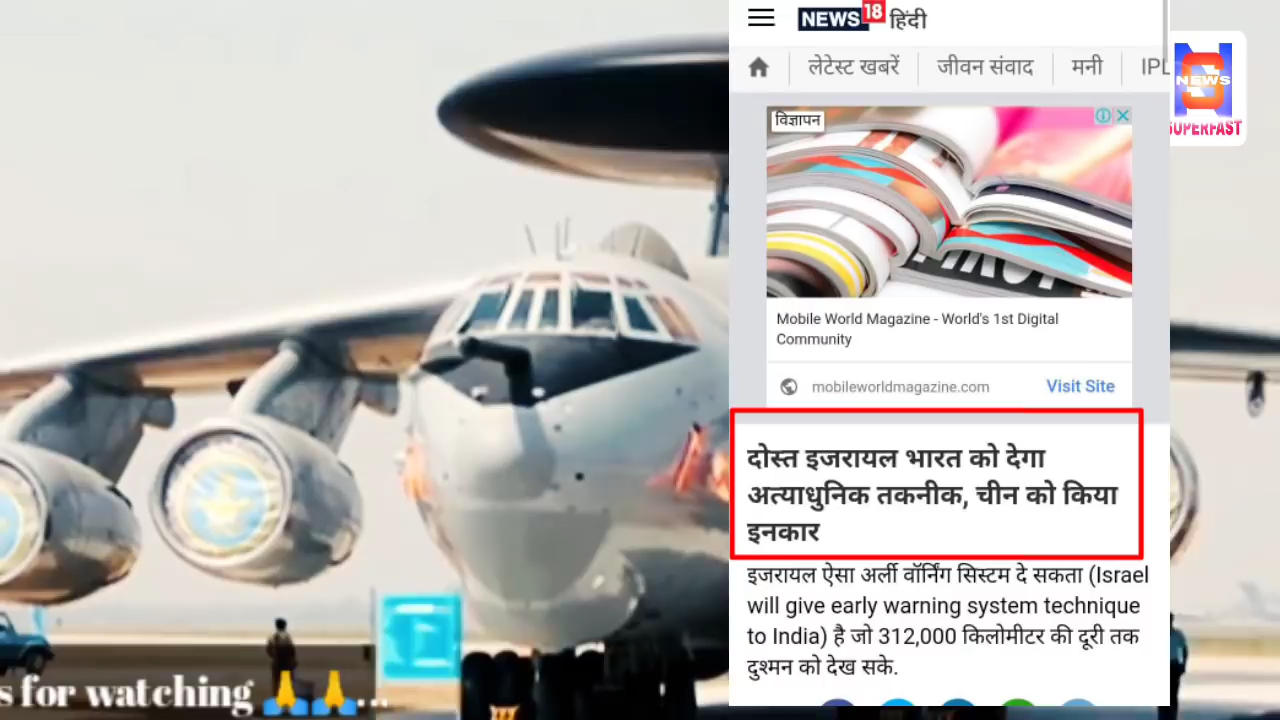 NEWS 18 हिंदी
लेटेस्ट खबरें जीवन संवाद मनी IPL
NEWS
S
SUPERFAST
विज्ञापन
Mobile World Magazine - World's 1st Digital
Community
mobileworldmagazine.com Visit Site
दोस्त इजरायल भारत को देगा
अत्याधुनिक तकनीक, चीन को किया
इनकार
इजरायल ऐसा अर्ली वॉर्निंग सिस्टम दे सकता (Israel
will give early warning system technique
to India) है जो 312,000 किलोमीटर की दूरी तक
दुश्मन को देख सके.
s for watching 🙏🙏...